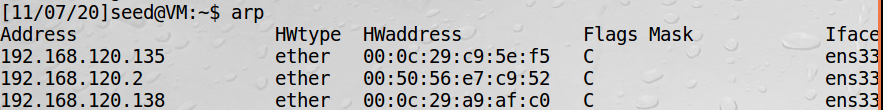 [11/07/20]seed@VM:~$ arp
Address HWtype HWaddress Flags Mask Iface
192.168.120.135 ether 00:0c:29:c9:5e:f5 C ens33
192.168.120.2 ether 00:50:56:e7:c9:52 C ens33
192.168.120.138 ether 00:0c:29:a9:af:c0 C ens33